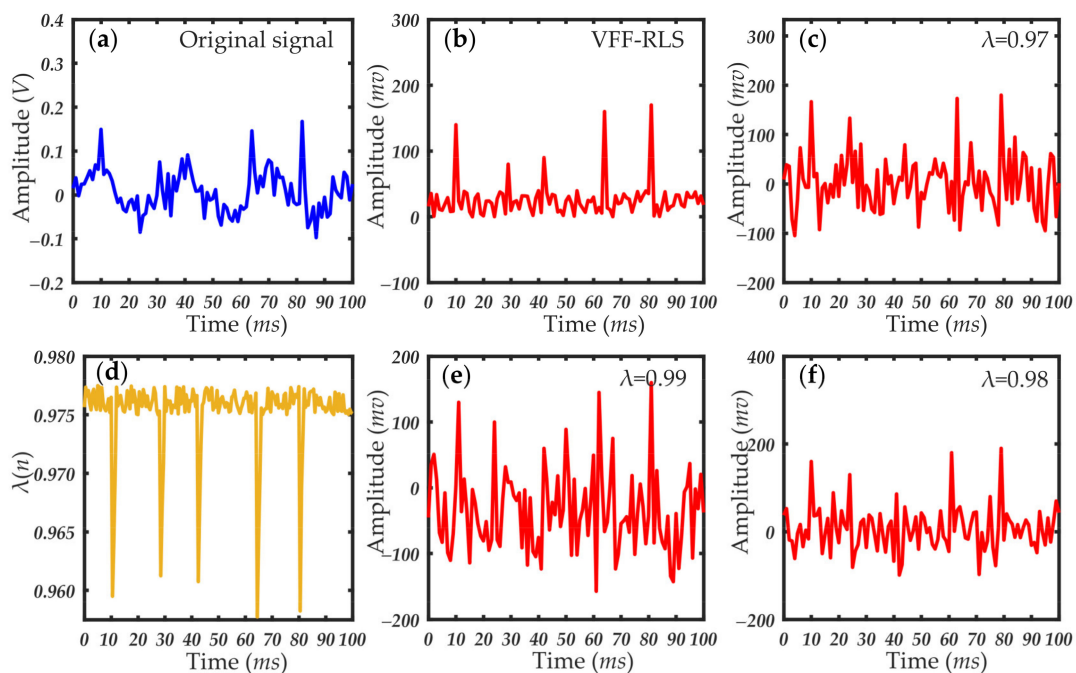 (a) Original signal
0.4
0.3
0.2
0.1
0
−0.1
−0.2
Amplitude (V)
0 10 20 30 40 50 60 70 80 90 100
Time (ms)
(b) VFF-RLS
300
200
100
0
−100
Amplitude (mv)
0 10 20 30 40 50 60 70 80 90 100
Time (ms)
(c) λ=0.97
300
200
100
0
−100
−200
Amplitude (mv)
0 10 20 30 40 50 60 70 80 90 100
Time (ms)
(d)
0.980
0.975
0.970
0.965
0.960
λ(n)
0 10 20 30 40 50 60 70 80 90 100
Time (ms)
(e) λ=0.99
200
100
0
−100
−200
Amplitude (mv)
0 10 20 30 40 50 60 70 80 90 100
Time (ms)
(f) λ=0.98
400
200
0
−200
Amplitude (mv)
0 10 20 30 40 50 60 70 80 90 100
Time (ms)